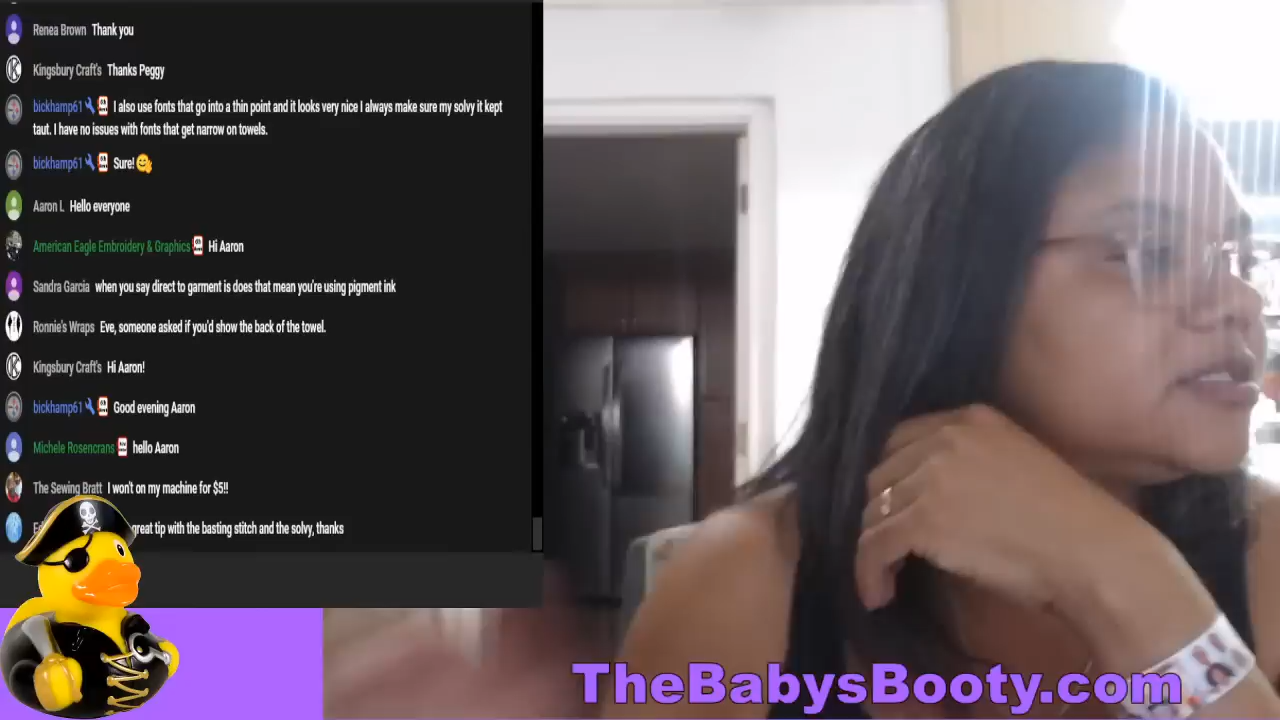 Renea Brown Thank you
Kingsbury Craft's Thanks Peggy
bickhamp61 I also use fonts that go into a thin point and it looks very nice I always make sure my solvy it kept
taut. I have no issues with fonts that get narrow on towels.
bickhamp61 Sure!
Aaron L Hello everyone
American Eagle Embroidery & Graphics Hi Aaron
Sandra Garcia when you say direct to garment is does that mean you're using pigment ink
Ronnie's Wraps Eve, someone asked if you'd show the back of the towel.
Kingsbury Craft's Hi Aaron!
bickhamp61 Good evening Aaron
Michele Rosencrans hello Aaron
The Sewing Bratt I won't on my machine for $5!!
great tip with the basting stitch and the solvy, thanks
TheBabysBooty.com